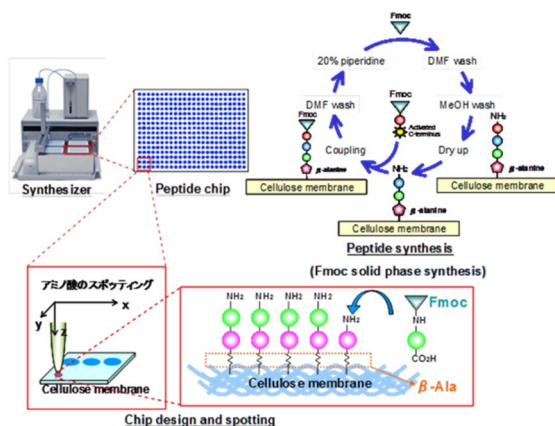 Fmoc
20% piperidine
DMF wash
DMF wash
MeOH wash
Fmoc
Fmoc
Activated
C-terminus
NH₂
Coupling
NH₂
Dry up
β-alanine
β-alanine
Cellulose membrane
Cellulose membrane
β-alanine
Cellulose membrane
Synthesizer
Peptide chip
Peptide synthesis
(Fmoc solid phase synthesis)
アミノ酸のスポッティング
x
y
z
Cellulose membrane
NH₂ NH₂ NH₂ NH₂
NH₂
Fmoc
NH
CO₂H
Cellulose membrane
β-Ala
Chip design and spotting